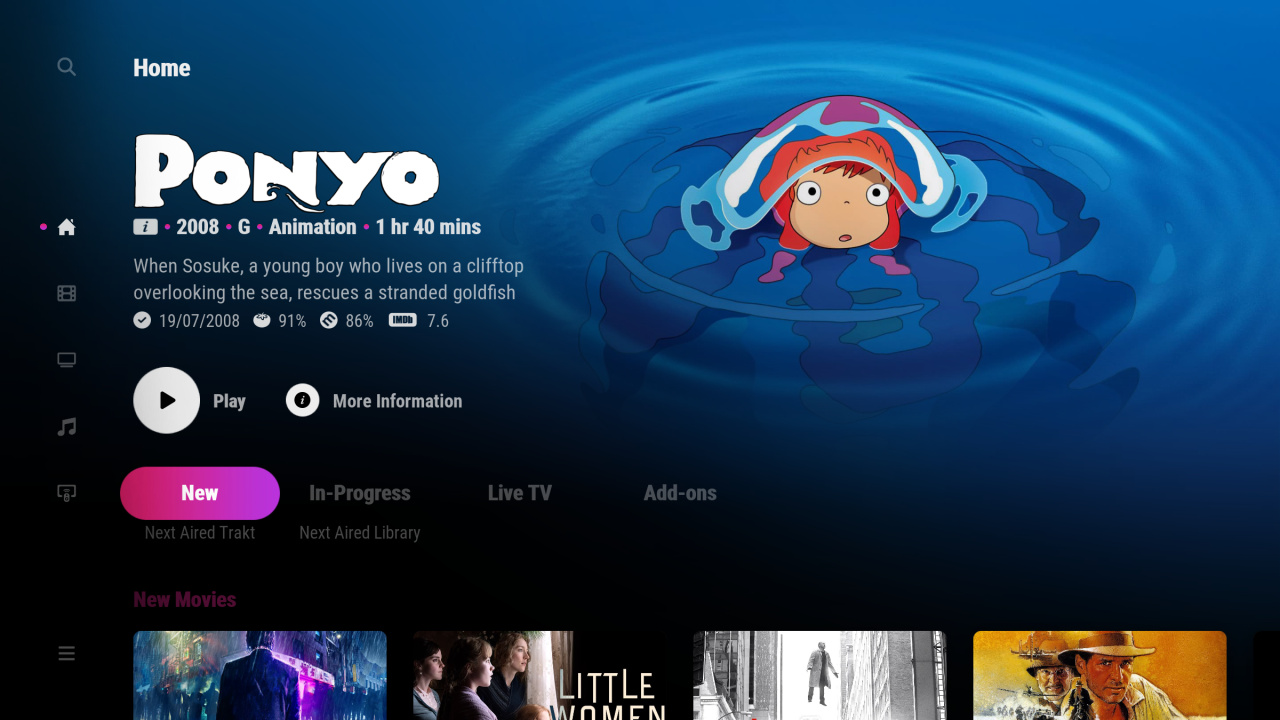 Home
PONYO
i • 2008 • G • Animation • 1 hr 40 mins
When Sosuke, a young boy who lives on a clifftop
overlooking the sea, rescues a stranded goldfish
19/07/2008 91% 86% IMDb 7.6
Play i More Information
New In-Progress Live TV Add-ons
Next Aired Trakt Next Aired Library
New Movies
LITTLE
WOMEN